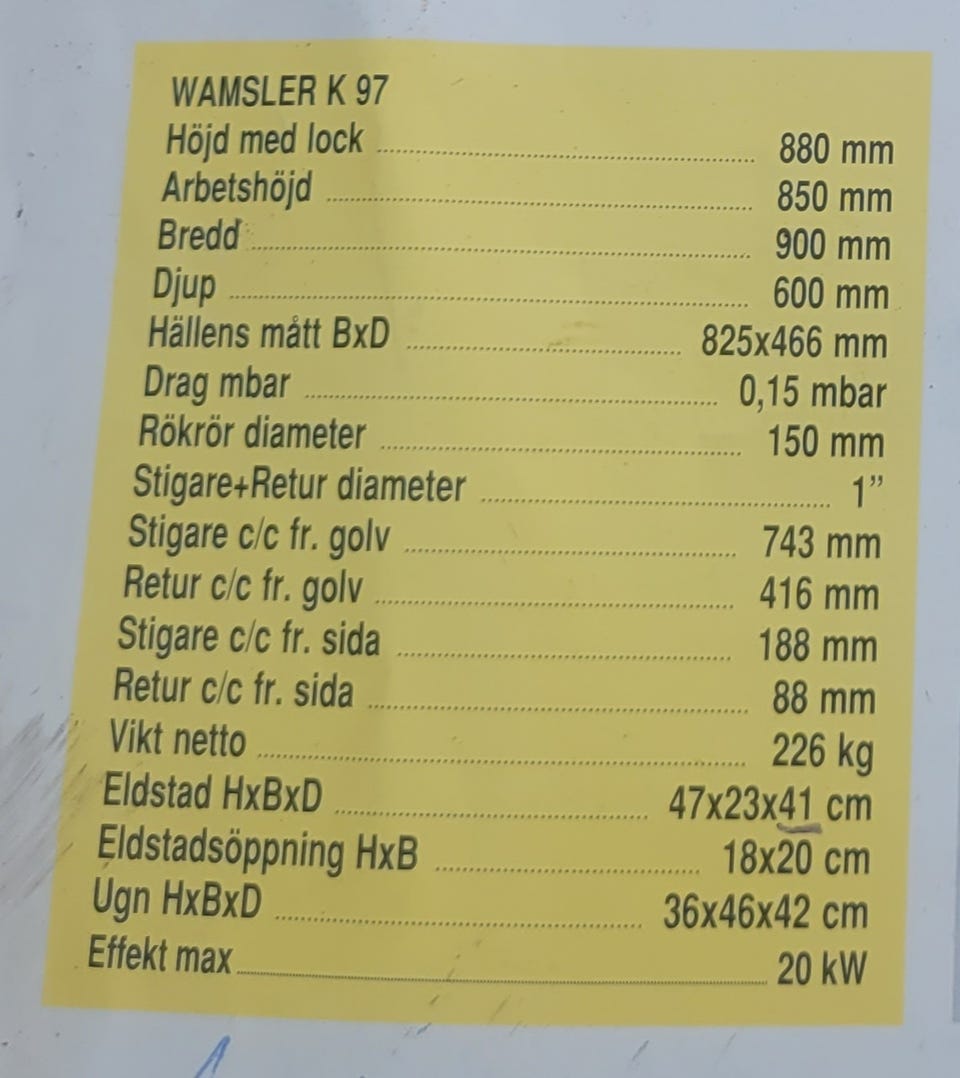 WAMSLER K 97
Höjd med lock 880 mm
Arbetshöjd 850 mm
Bredd 900 mm
Djup 600 mm
Hällens mått BxD 825x466 mm
Drag mbar 0,15 mbar
Rökrör diameter 150 mm
Stigare+Retur diameter 1”
Stigare c/c fr. golv 743 mm
Retur c/c fr. golv 416 mm
Stigare c/c fr. sida 188 mm
Retur c/c fr. sida 88 mm
Vikt netto 226 kg
Eldstad HxBxD 47x23x41 cm
Eldstadsöppning HxB 18x20 cm
Ugn HxBxD 36x46x42 cm
Effekt max 20 kW